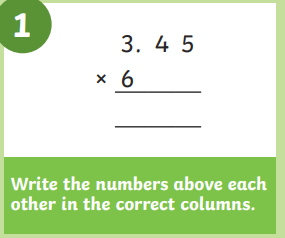 1
3. 4 5
× 6
Write the numbers above each
other in the correct columns.